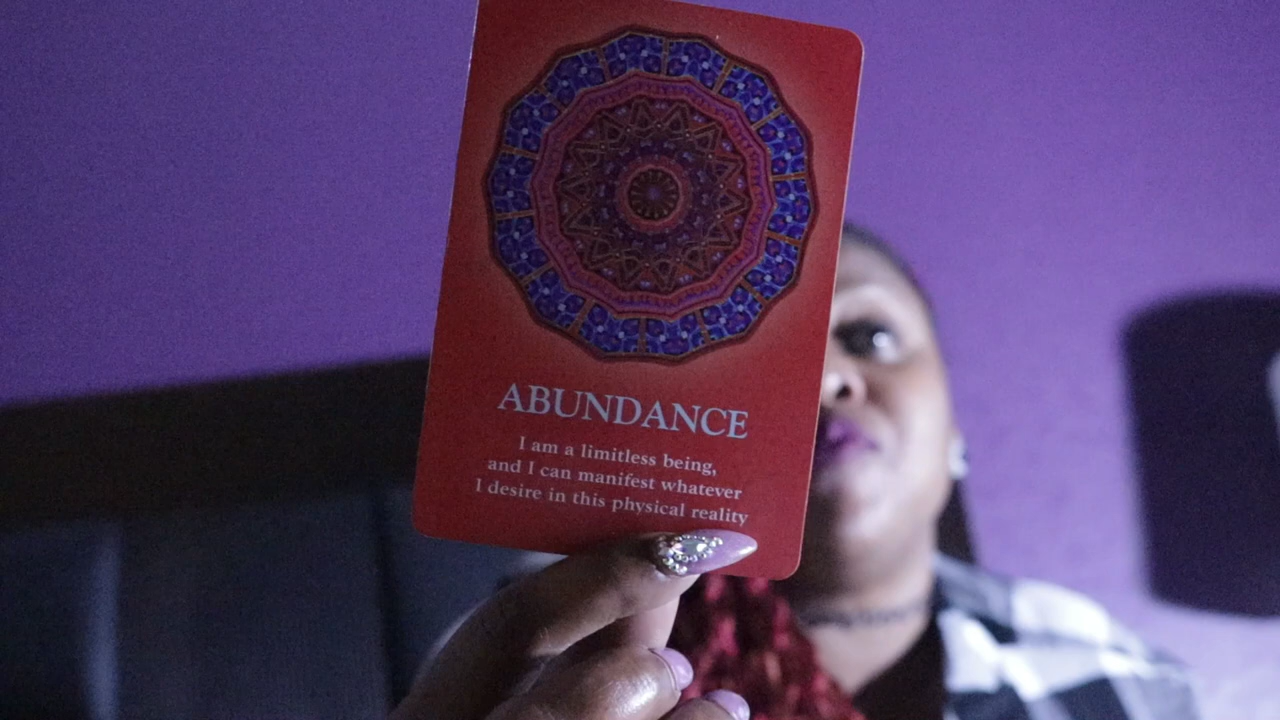 ABUNDANCE
I am a limitless being,
and I can manifest whatever
I desire in this physical reality